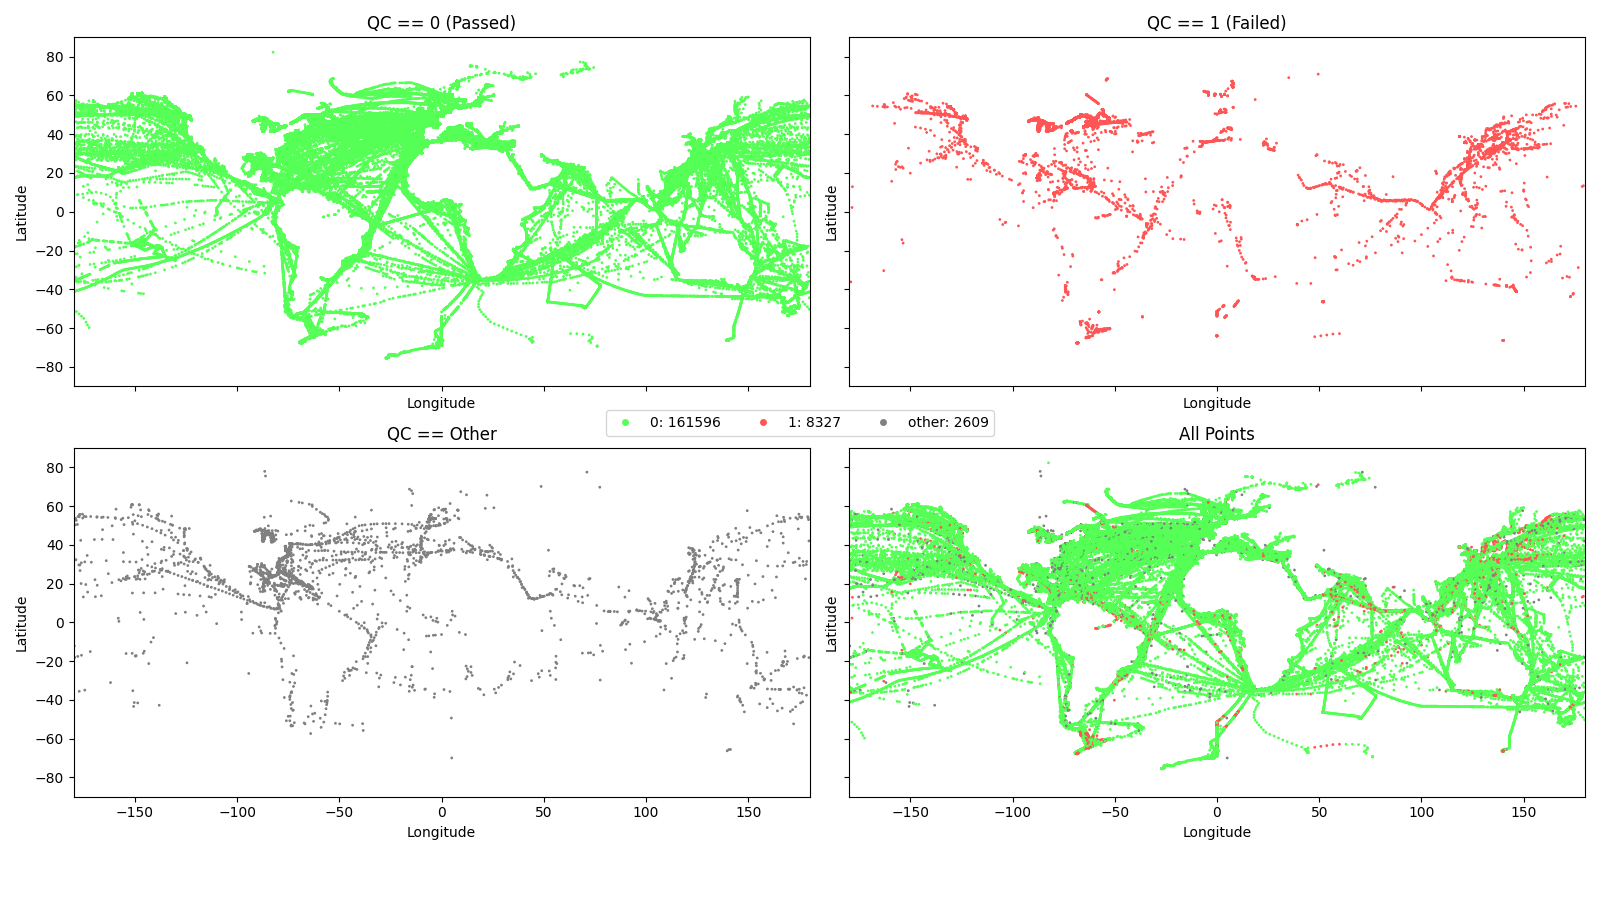 QC == 0 (Passed)
80
60
40
20
0
−20
−40
−60
−80
Latitude
Longitude
QC == 1 (Failed)
Latitude
Longitude
0: 161596 1: 8327 other: 2609
QC == Other
80
60
40
20
0
−20
−40
−60
−80
Latitude
−150 −100 −50 0 50 100 150
Longitude
All Points
Latitude
−150 −100 −50 0 50 100 150
Longitude